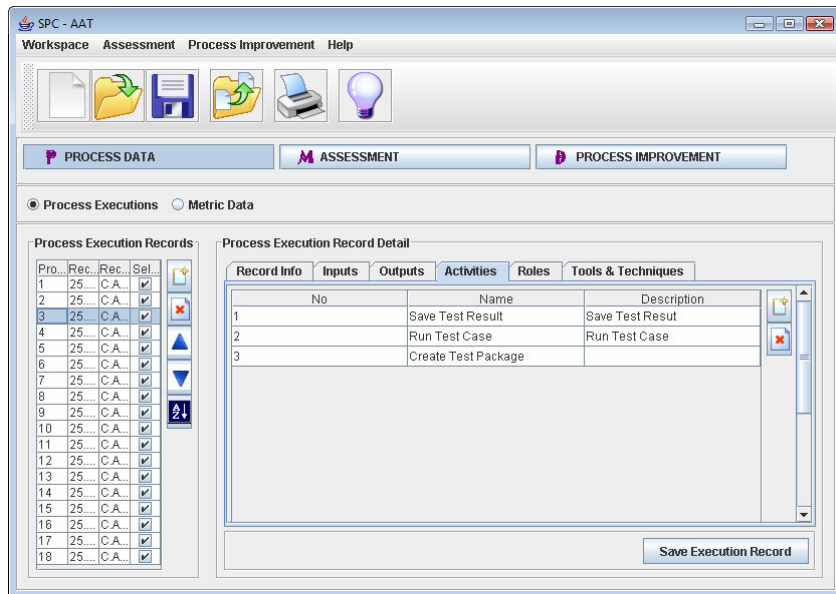 SPC - AAT
Workspace Assessment Process Improvement Help
P PROCESS DATA M ASSESSMENT PROCESS IMPROVEMENT
Process Executions Metric Data
Process Execution Records Process Execution Record Detail
Record Info Inputs Outputs Activities Roles Tools & Techniques
Pro... Rec... Rec... Sel...
No Name Description
1 25.... C.A...
2 25.... C.A...
3 25.... C.A...
4 25.... C.A...
5 25.... C.A...
6 25.... C.A...
7 25.... C.A...
8 25.... C.A...
9 25.... C.A...
10 25.... C.A...
11 25.... C.A...
12 25.... C.A...
13 25.... C.A...
14 25.... C.A...
15 25.... C.A...
16 25.... C.A...
17 25.... C.A...
18 25.... C.A...
A
Z
1 Save Test Result Save Test Resut
2 Run Test Case Run Test Case
3 Create Test Package
Save Execution Record